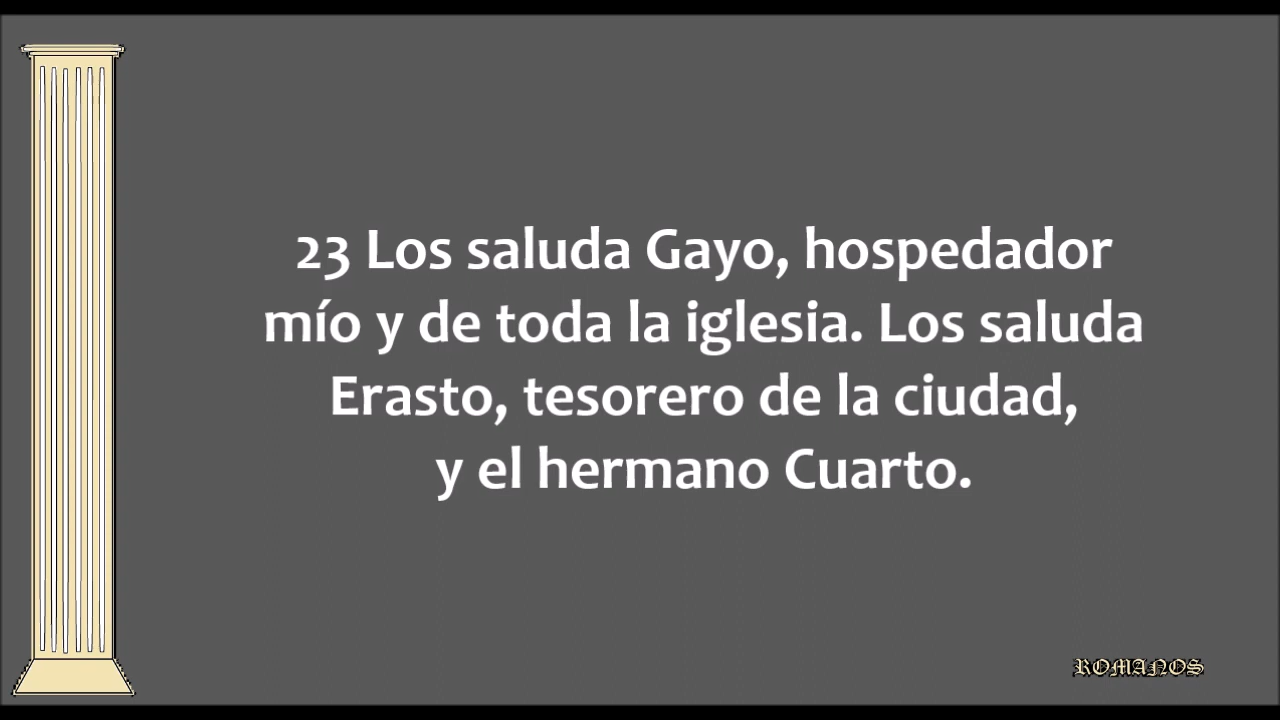 23 Los saluda Gayo, hospedador
mío y de toda la iglesia. Los saluda
Erasto, tesorero de la ciudad,
y el hermano Cuarto.
ROMANOS